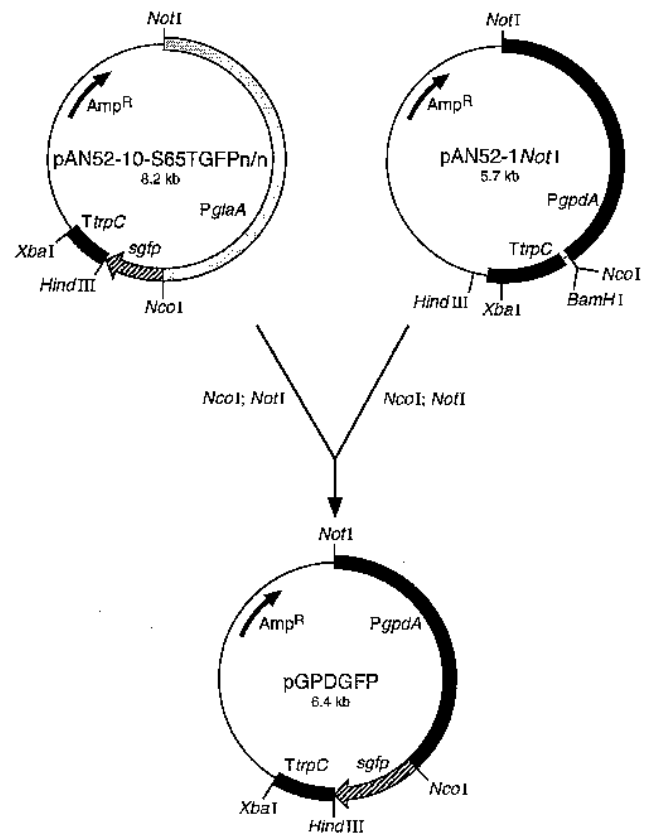 NotI
AmpR
pAN52-10-S65TGFPn/n
8.2 kb
PglaA
TtrpC
sgfp
XbaI
HindIII
NcoI
NotI
AmpR
pAN52-1NotI
5.7 kb
PgpdA
TtrpC
NcoI
BamHI
HindIII
XbaI
NcoI; NotI
NcoI; NotI
NotI
AmpR
PgpdA
pGPDGFP
6.4 kb
TtrpC
sgfp
NcoI
XbaI
HindIII